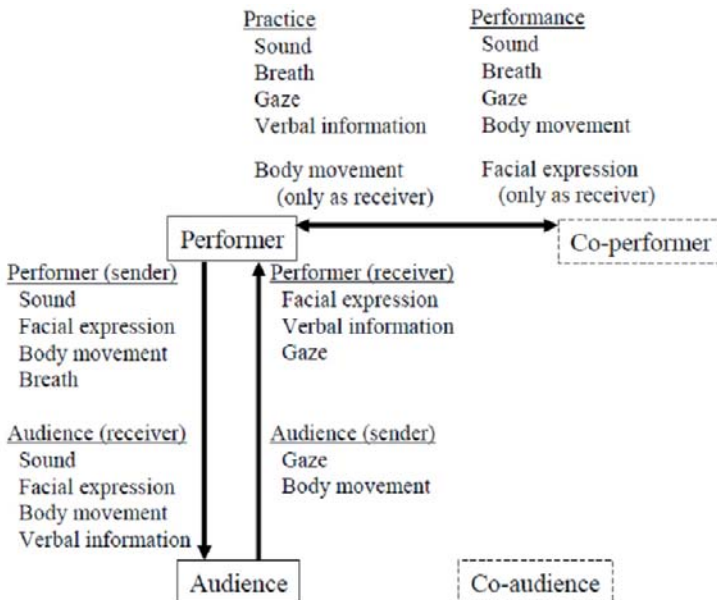 Practice
Sound
Breath
Gaze
Verbal information
Body movement
(only as receiver)
Performance
Sound
Breath
Gaze
Body movement
Facial expression
(only as receiver)
Performer
Co-performer
Performer (sender)
Sound
Facial expression
Body movement
Breath
Performer (receiver)
Facial expression
Verbal information
Gaze
Audience (receiver)
Sound
Facial expression
Body movement
Verbal information
Audience (sender)
Gaze
Body movement
Audience
Co-audience